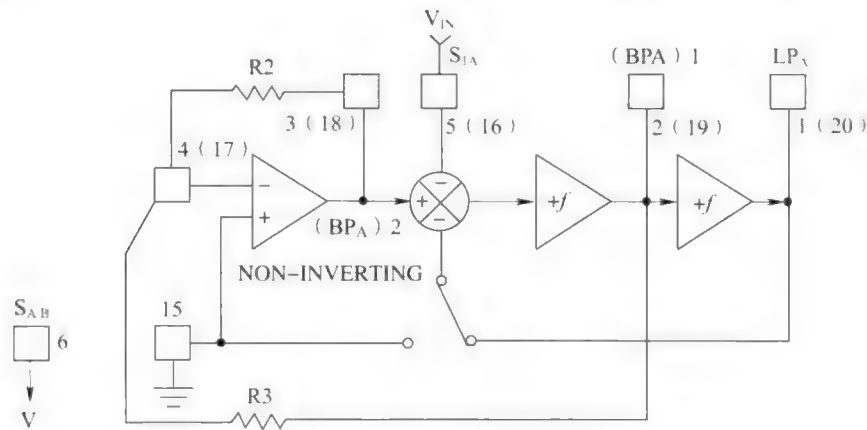 V_IN
S_1A
R2
(BPA) 1
LP_A
3 (18)
5 (16)
2 (19)
1 (20)
4 (17)
−
+
+
−
−
+f
+f
(BP_A) 2
NON-INVERTING
S_AB
6
15
V
R3